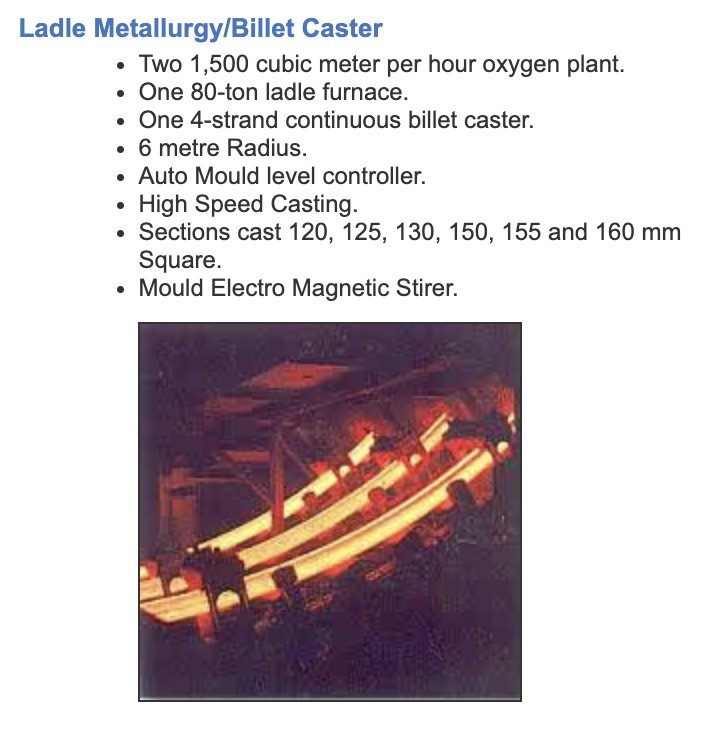 Ladle Metallurgy/Billet Caster
• Two 1,500 cubic meter per hour oxygen plant.
• One 80-ton ladle furnace.
• One 4-strand continuous billet caster.
• 6 metre Radius.
• Auto Mould level controller.
• High Speed Casting.
• Sections cast 120, 125, 130, 150, 155 and 160 mm
Square.
• Mould Electro Magnetic Stirer.